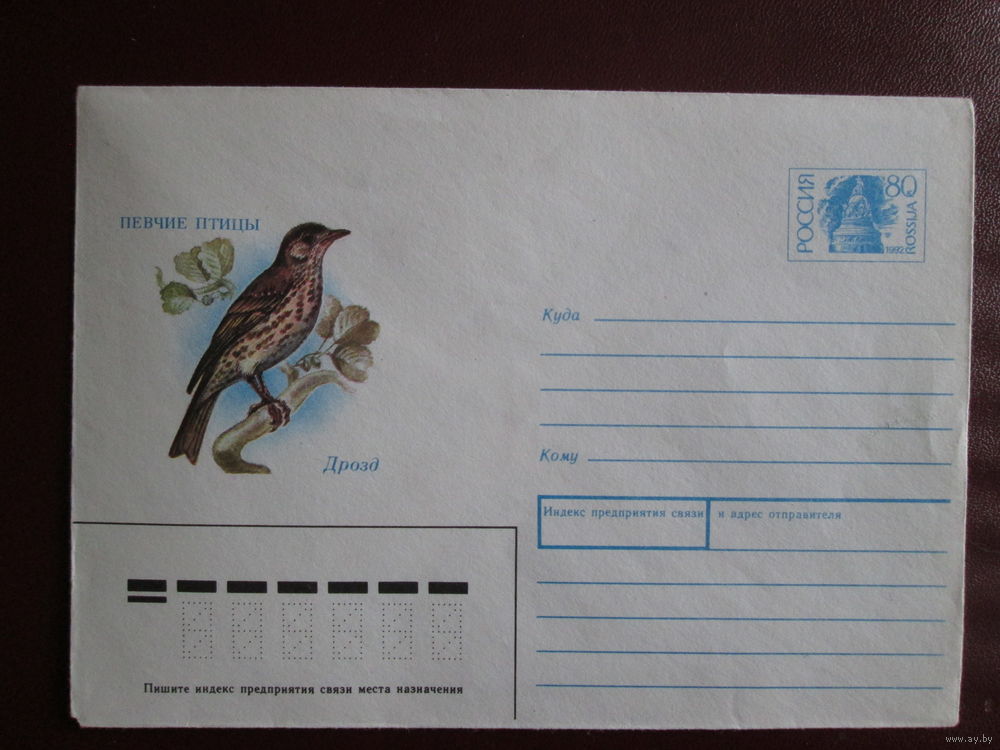 ПЕВЧИЕ ПТИЦЫ
Дрозд
РОССИЯ
80
к
ROSSIJA
1992
Куда
Кому
Индекс предприятия связи и адрес отправителя
Пишите индекс предприятия связи места назначения
www.ay.by